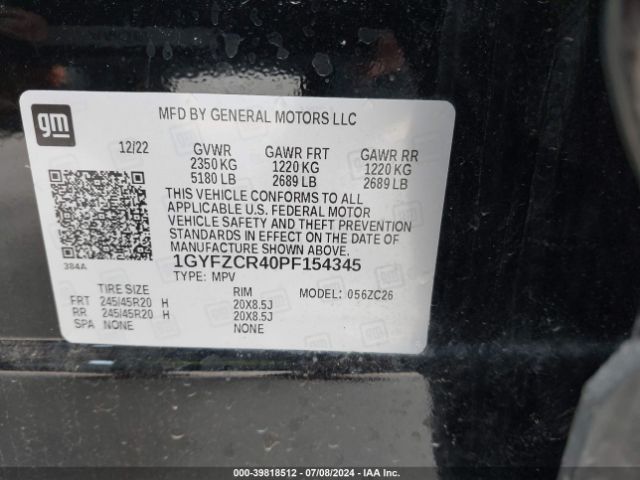 gm
MFD BY GENERAL MOTORS LLC
12/22 GVWR GAWR FRT GAWR RR
2350 KG 1220 KG 1220 KG
5180 LB 2689 LB 2689 LB
THIS VEHICLE CONFORMS TO ALL
APPLICABLE U.S. FEDERAL MOTOR
VEHICLE SAFETY AND THEFT PREVENTION
STANDARDS IN EFFECT ON THE DATE OF
MANUFACTURE SHOWN ABOVE.
384A
1GYFZCR40PF154345
TYPE: MPV
TIRE SIZE RIM MODEL: 056ZC26
FRT 245/45R20 H 20X8.5J
RR 245/45R20 H 20X8.5J
SPA NONE NONE
000-39818512 - 07/08/2024 - IAA Inc.